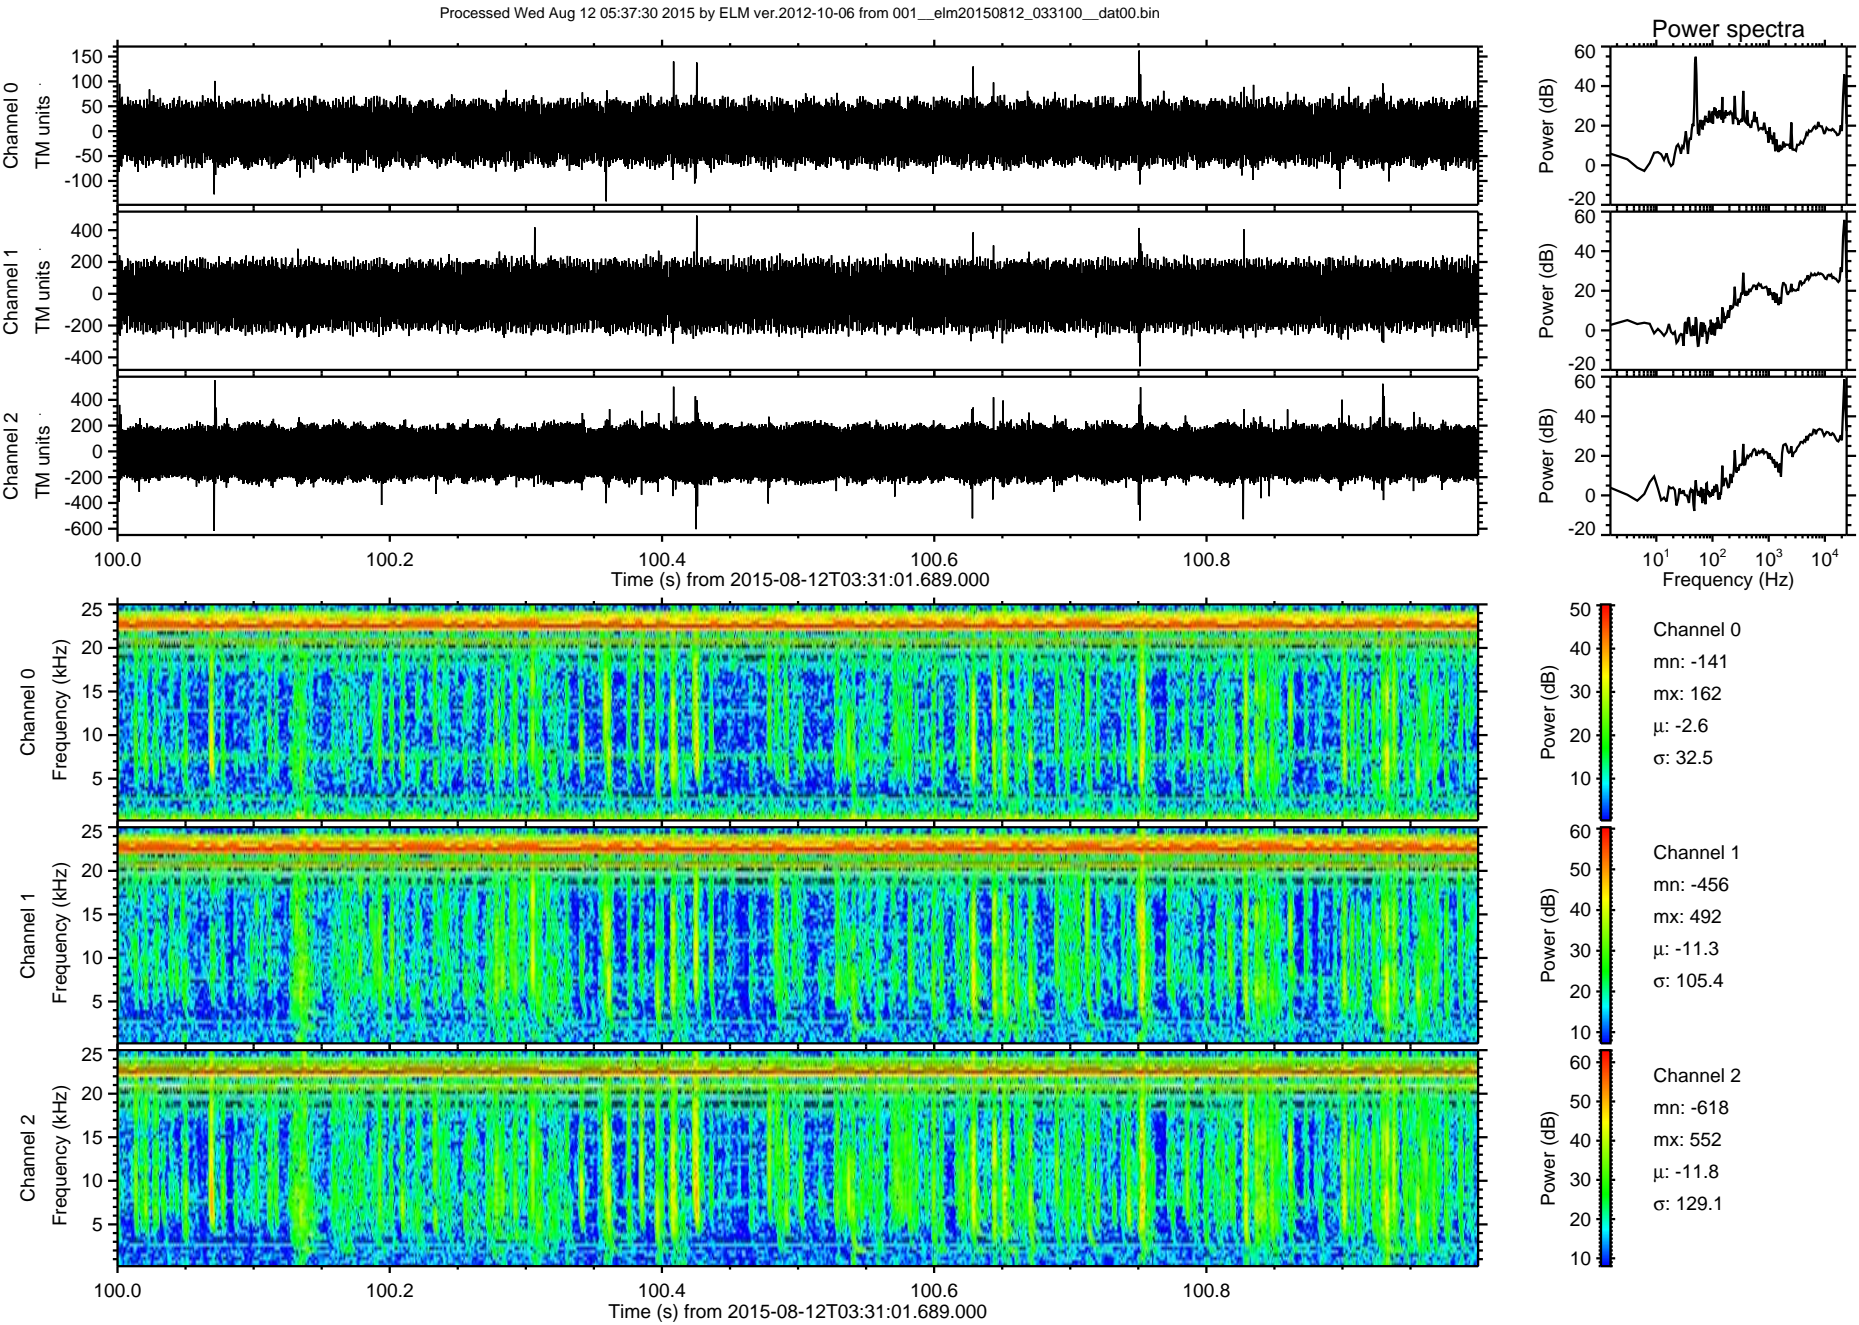 Processed Wed Aug 12 05:37:30 2015 by ELM ver.2012-10-06 from 001__elm20150812_033100__dat00.bin
Power spectra
Channel 0
TM units
150
100
50
0
-50
-100
Power (dB)
60
40
20
0
-20
Channel 1
TM units
400
200
0
-200
-400
Power (dB)
60
40
20
0
-20
Channel 2
TM units
400
200
0
-200
-400
-600
Power (dB)
60
40
20
0
-20
100.0 100.2 100.4 100.6 100.8
Time (s) from 2015-08-12T03:31:01.689.000
10¹ 10² 10³ 10⁴
Frequency (Hz)
Channel 0
Frequency (kHz)
25
20
15
10
5
Power (dB)
50
40
30
20
10
Channel 0
mn: -141
mx: 162
μ: -2.6
σ: 32.5
Channel 1
Frequency (kHz)
25
20
15
10
5
Power (dB)
60
50
40
30
20
10
Channel 1
mn: -456
mx: 492
μ: -11.3
σ: 105.4
Channel 2
Frequency (kHz)
25
20
15
10
5
Power (dB)
60
50
40
30
20
10
Channel 2
mn: -618
mx: 552
μ: -11.8
σ: 129.1
100.0 100.2 100.4 100.6 100.8
Time (s) from 2015-08-12T03:31:01.689.000